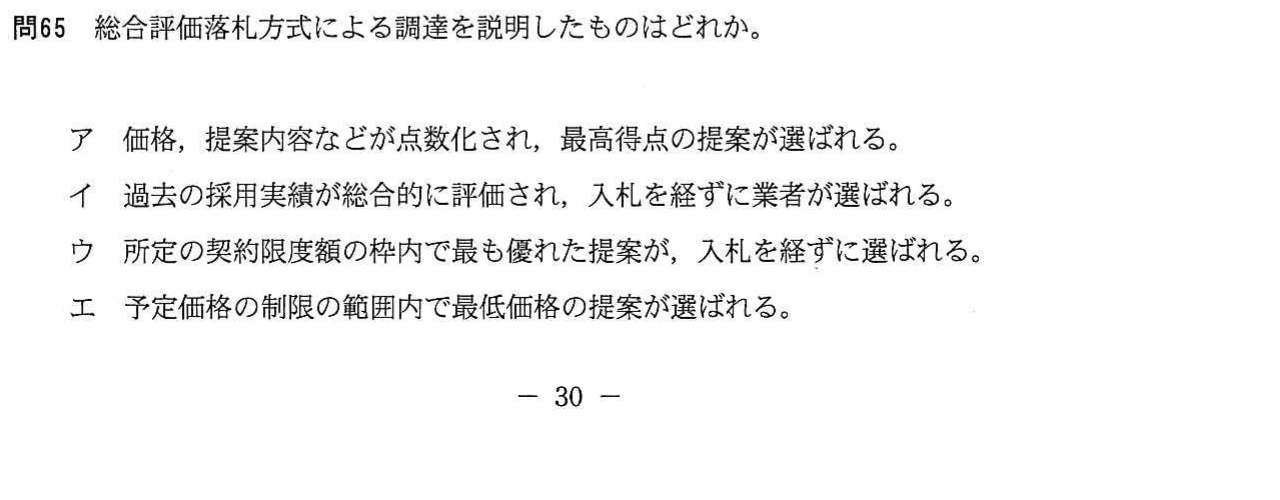 問65 総合評価落札方式による調達を説明したものはどれか。
ア 価格，提案内容などが点数化され，最高得点の提案が選ばれる。
イ 過去の採用実績が総合的に評価され，入札を経ずに業者が選ばれる。
ウ 所定の契約限度額の枠内で最も優れた提案が，入札を経ずに選ばれる。
エ 予定価格の制限の範囲内で最低価格の提案が選ばれる。
－ 30 －